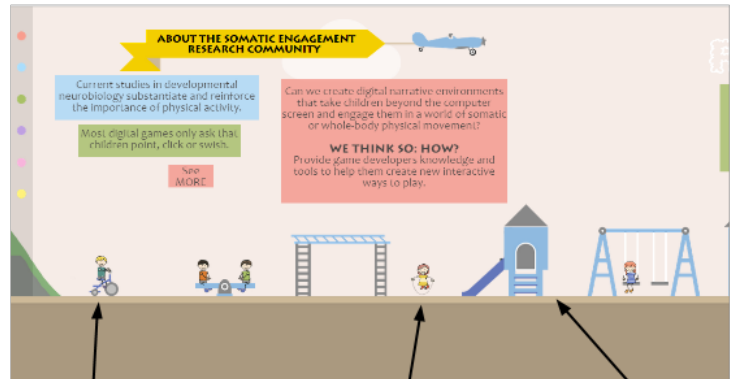 ABOUT THE SOMATIC ENGAGEMENT
RESEARCH COMMUNITY
Current studies in developmental
neurobiology substantiate and reinforce
the importance of physical activity.
Most digital games only ask that
children point, click or swish.
See
MORE
Can we create digital narrative environments
that take children beyond the computer
screen and engage them in a world of somatic
or whole-body physical movement?
WE THINK SO: HOW?
Provide game developers knowledge and
tools to help them create new interactive
ways to play.